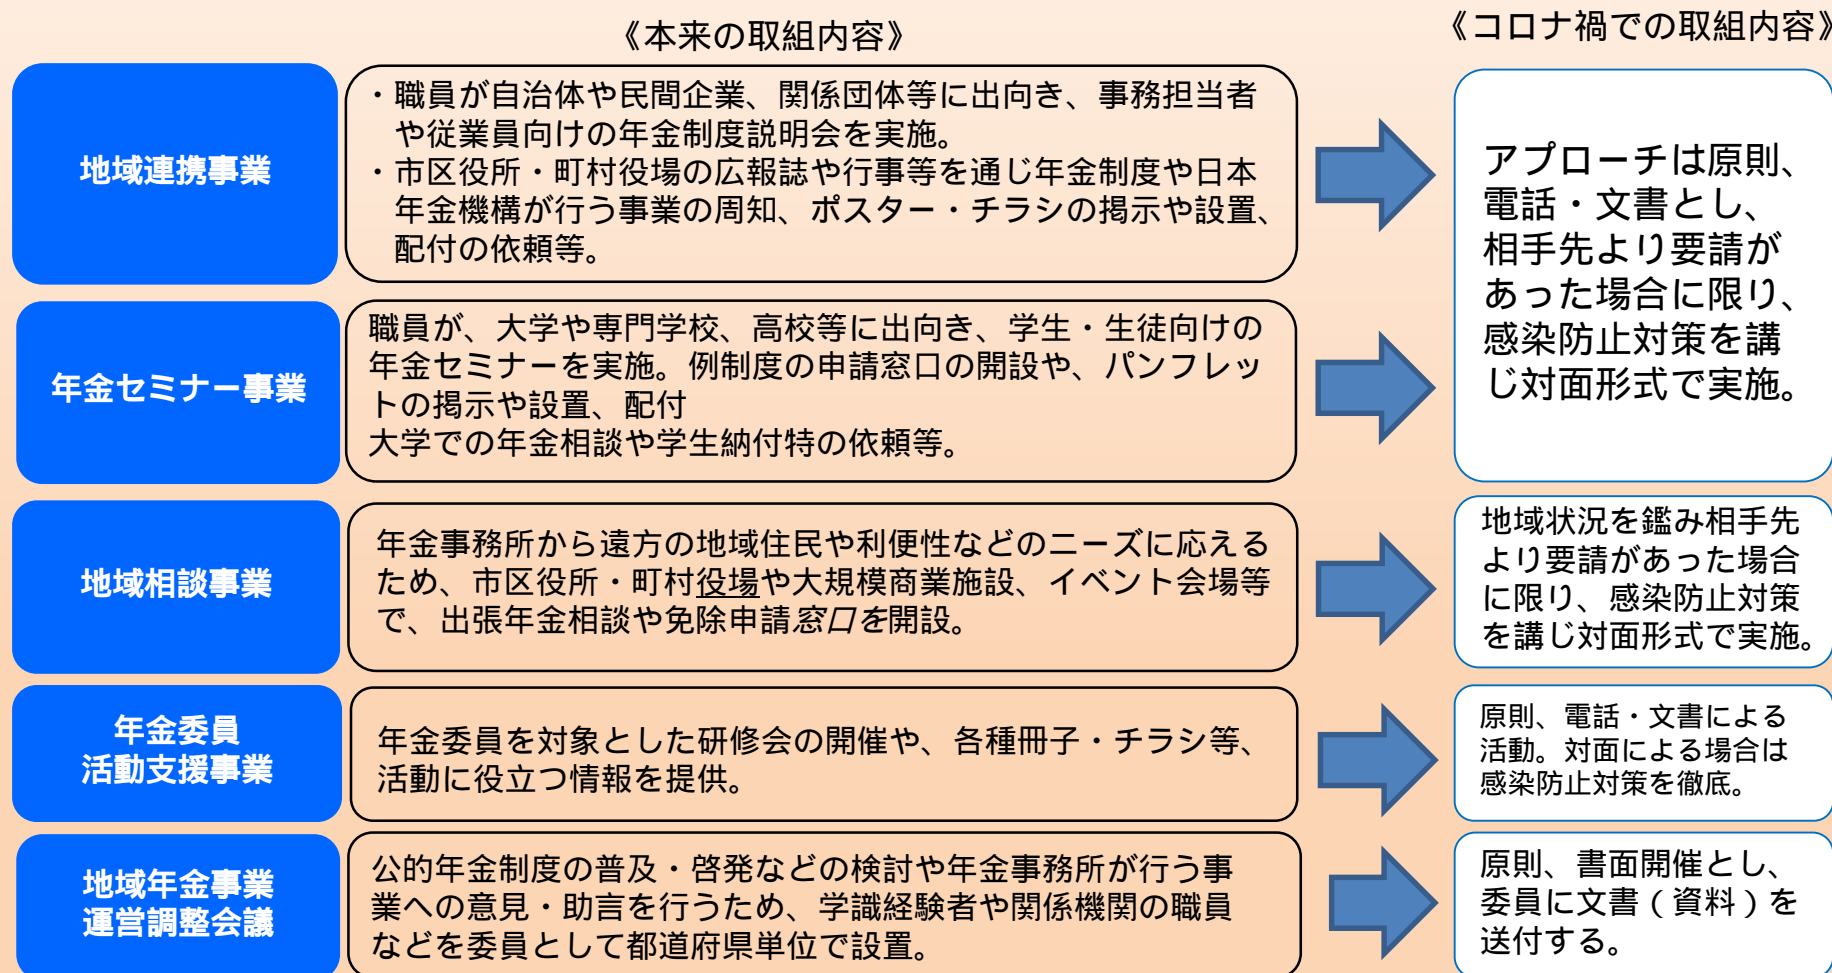 《本来の取組内容》
《コロナ禍での取組内容》
地域連携事業
・職員が自治体や民間企業、関係団体等に出向き、事務担当者
や従業員向けの年金制度説明会を実施。
・市区役所・町村役場の広報誌や行事等を通じ年金制度や日本
年金機構が行う事業の周知、ポスター・チラシの掲示や設置、
配付の依頼等。
アプローチは原則、
電話・文書とし、
相手先より要請が
あった場合に限り、
感染防止対策を講
じ対面形式で実施。
年金セミナー事業
職員が、大学や専門学校、高校等に出向き、学生・生徒向けの
年金セミナーを実施。例制度の申請窓口の開設や、パンフレッ
トの掲示や設置、配付
大学での年金相談や学生納付特の依頼等。
地域相談事業
年金事務所から遠方の地域住民や利便性などのニーズに応える
ため、市区役所・町村役場や大規模商業施設、イベント会場等
で、出張年金相談や免除申請窓口を開設。
地域状況を鑑み相手先
より要請があった場合
に限り、感染防止対策
を講じ対面形式で実施。
年金委員
活動支援事業
年金委員を対象とした研修会の開催や、各種冊子・チラシ等、
活動に役立つ情報を提供。
原則、電話・文書による
活動。対面による場合は
感染防止対策を徹底。
地域年金事業
運営調整会議
公的年金制度の普及・啓発などの検討や年金事務所が行う事
業への意見・助言を行うため、学識経験者や関係機関の職員
などを委員として都道府県単位で設置。
原則、書面開催とし、
委員に文書（資料）を
送付する。